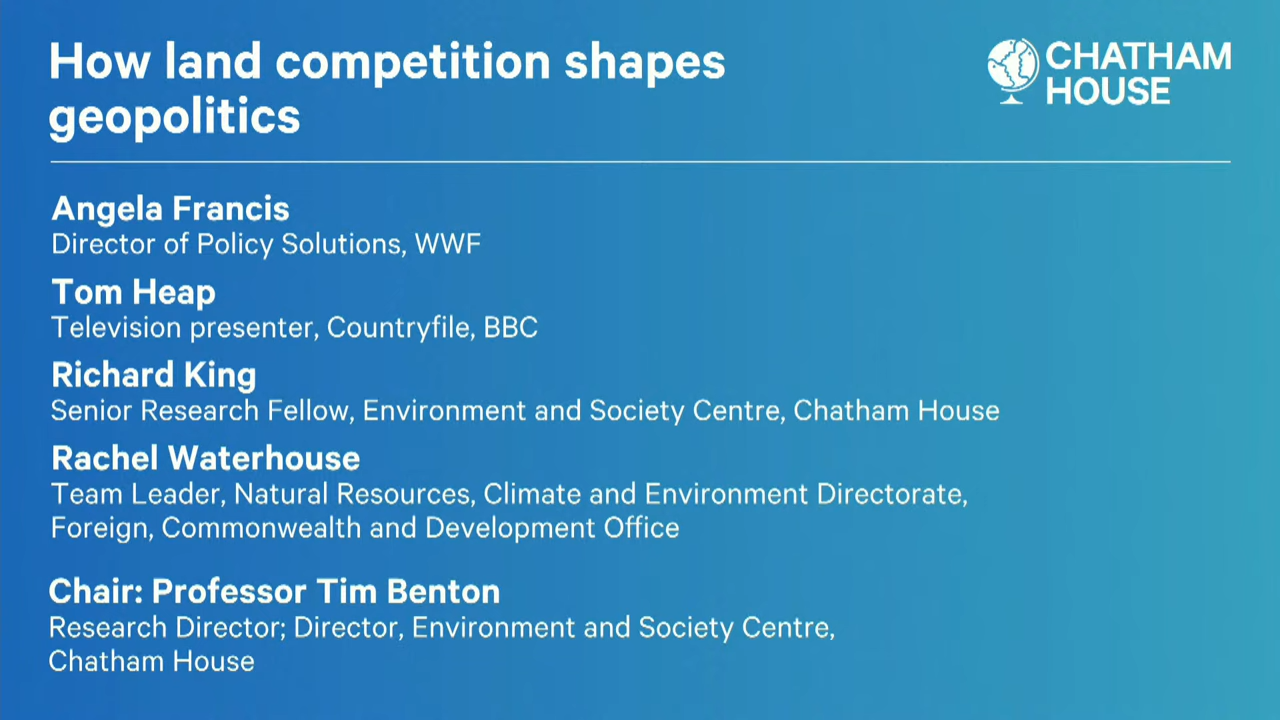 How land competition shapes
geopolitics
CHATHAM
HOUSE
Angela Francis
Director of Policy Solutions, WWF
Tom Heap
Television presenter, Countryfile, BBC
Richard King
Senior Research Fellow, Environment and Society Centre, Chatham House
Rachel Waterhouse
Team Leader, Natural Resources, Climate and Environment Directorate,
Foreign, Commonwealth and Development Office
Chair: Professor Tim Benton
Research Director; Director, Environment and Society Centre,
Chatham House